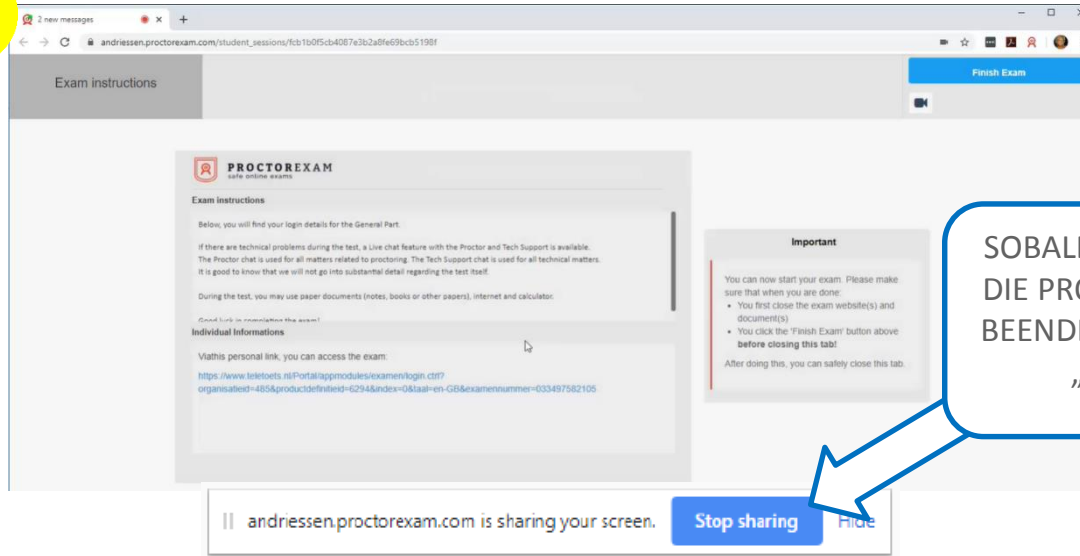 2 new messages
andriessen.proctorexam.com/student_sessions/fcb1b0f5cb4087e3b2a8fe69bcb5198f
Exam instructions
Finish Exam
PROCTOREXAM
safe online exams
Exam instructions
Below, you will find your login details for the General Part.
If there are technical problems during the test, a Live chat feature with the Proctor and Tech Support is available.
The Proctor chat is used for all matters related to proctoring. The Tech Support chat is used for all technical matters.
It is good to know that we will not go into substantial detail regarding the test itself.
During the test, you may use paper documents (notes, books or other papers), internet and calculator.
Good luck in completing the exam!
Individual Informations
Viathis personal link, you can access the exam:
https://www.teletoets.nl/Portal/appmodules/examen/login.ctrl?
organisatieid=485&productdefinitieid=6294&index=0&taal=en-GB&examennummer=033497582105
Important
You can now start your exam. Please make
sure that when you are done:
• You first close the exam website(s) and
document(s)
• You click the 'Finish Exam' button above
before closing this tab!
After doing this, you can safely close this tab.
SOBAL
DIE PRO
BEEND
„
andriessen.proctorexam.com is sharing your screen.
Stop sharing
Hide